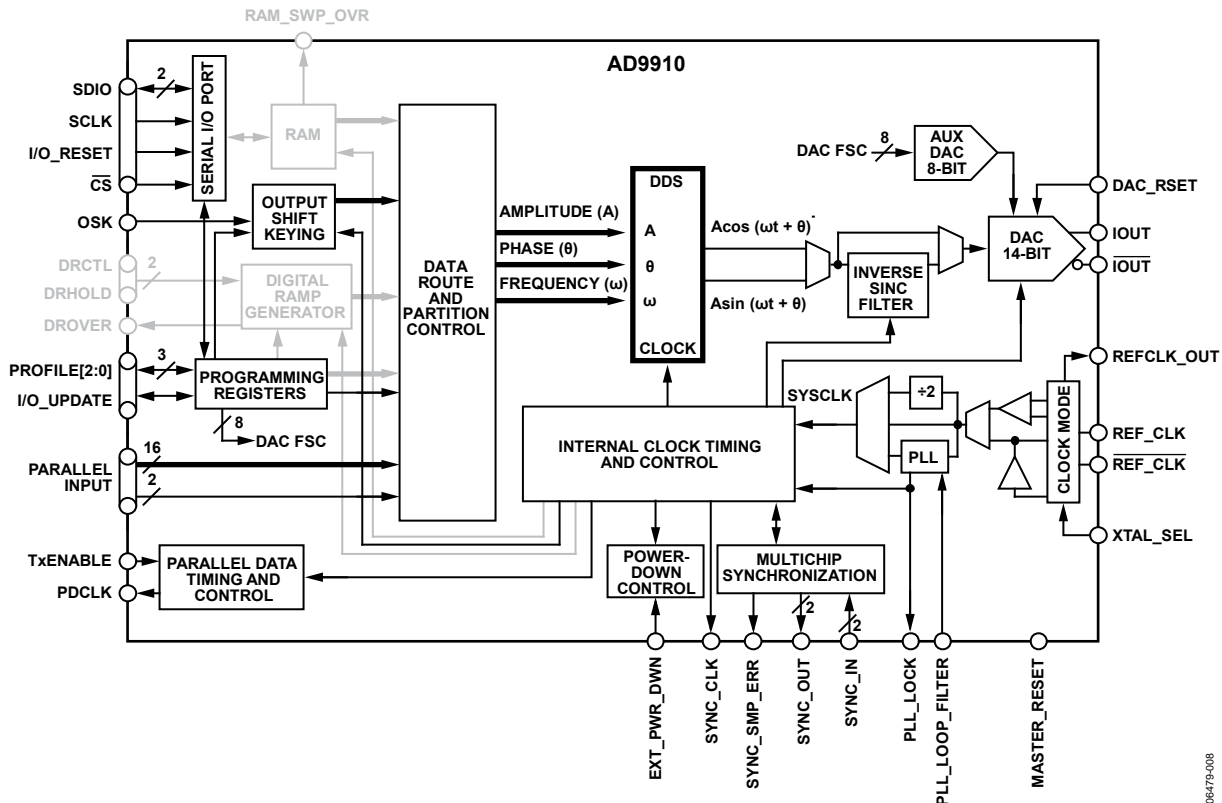 RAM_SWP_OVR
AD9910
SDIO
2
SCLK
I/O_RESET
CS
SERIAL I/O PORT
RAM
OSK
OUTPUT
SHIFT
KEYING
DRCTL
2
DRHOLD
DROVER
DIGITAL
RAMP
GENERATOR
PROFILE[2:0]
3
I/O_UPDATE
PROGRAMMING
REGISTERS
8
DAC FSC
PARALLEL
INPUT
16
2
TxENABLE
PDCLK
PARALLEL DATA
TIMING AND
CONTROL
DATA
ROUTE
AND
PARTITION
CONTROL
AMPLITUDE (A)
PHASE (θ)
FREQUENCY (ω)
DDS
A
θ
ω
CLOCK
Acos (ωt + θ)
Asin (ωt + θ)
INVERSE
SINC
FILTER
DAC FSC
8
AUX
DAC
8-BIT
DAC
14-BIT
DAC_RSET
IOUT
IOUT
REFCLK_OUT
REF_CLK
REF_CLK
XTAL_SEL
CLOCK MODE
SYSCLK
÷2
PLL
INTERNAL CLOCK TIMING
AND CONTROL
POWER-
DOWN
CONTROL
MULTICHIP
SYNCHRONIZATION
2
2
EXT_PWR_DWN
SYNC_CLK
SYNC_SMP_ERR
SYNC_OUT
SYNC_IN
PLL_LOCK
PLL_LOOP_FILTER
MASTER_RESET
06479-008